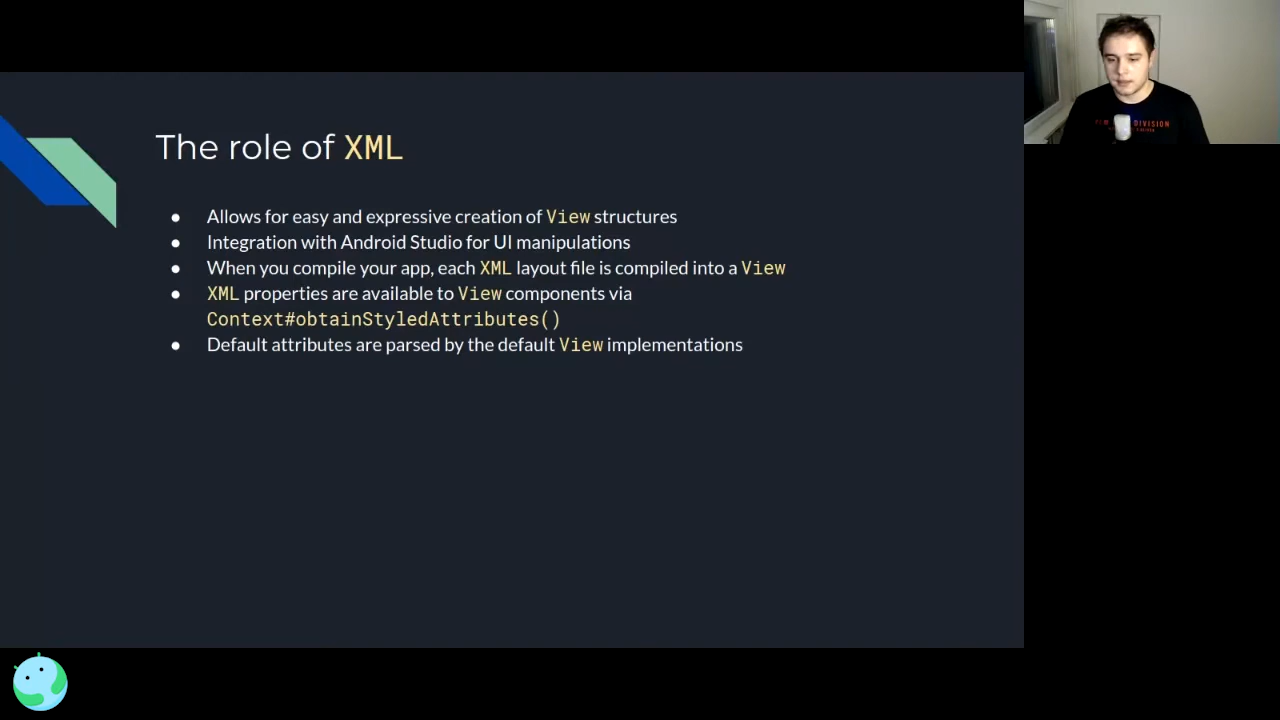 The role of XML
● Allows for easy and expressive creation of View structures
● Integration with Android Studio for UI manipulations
● When you compile your app, each XML layout file is compiled into a View
● XML properties are available to View components via
Context#obtainStyledAttributes()
● Default attributes are parsed by the default View implementations
DIVISION